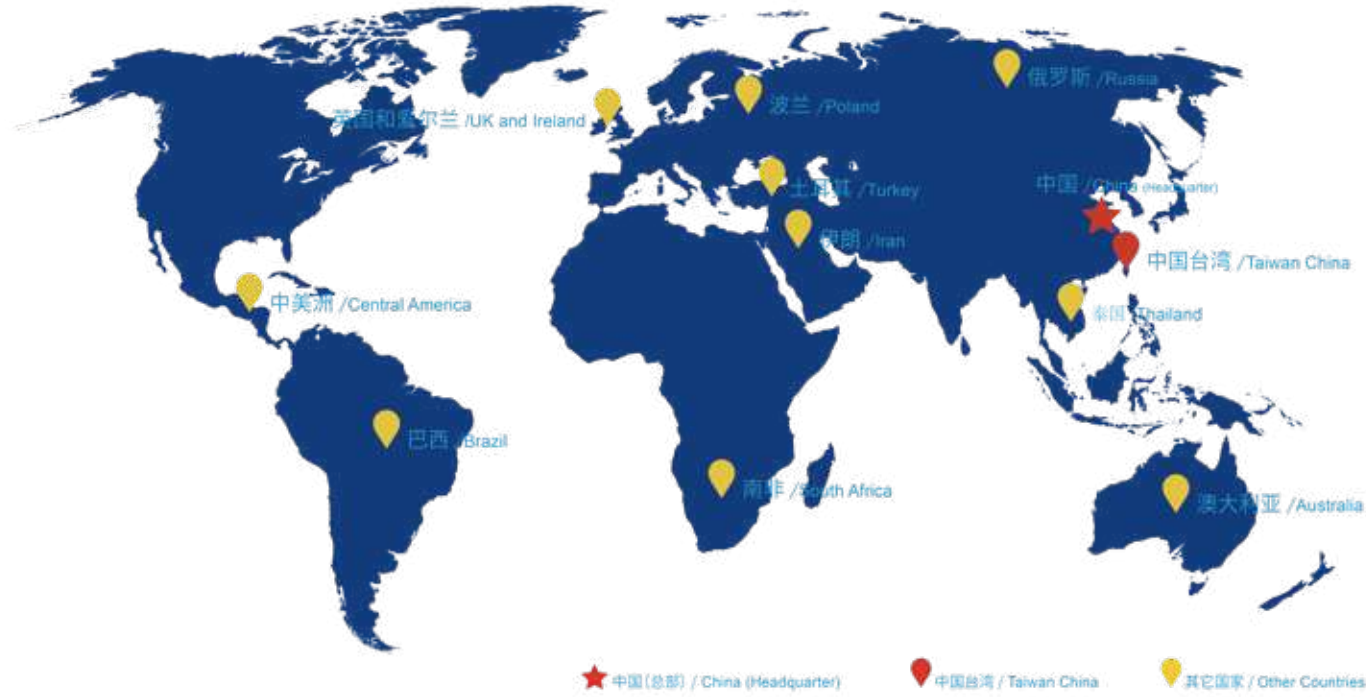 俄罗斯 /Russia
波兰 /Poland
英国和爱尔兰 /UK and Ireland
中国 /China (Headquarter)
土耳其 /Turkey
伊朗 /Iran
中国台湾 /Taiwan China
中美洲 /Central America
泰国 /Thailand
巴西 /Brazil
南非 /South Africa
澳大利亚 /Australia
中国(总部) / China (Headquarter)
中国台湾 / Taiwan China
其它国家 / Other Countries